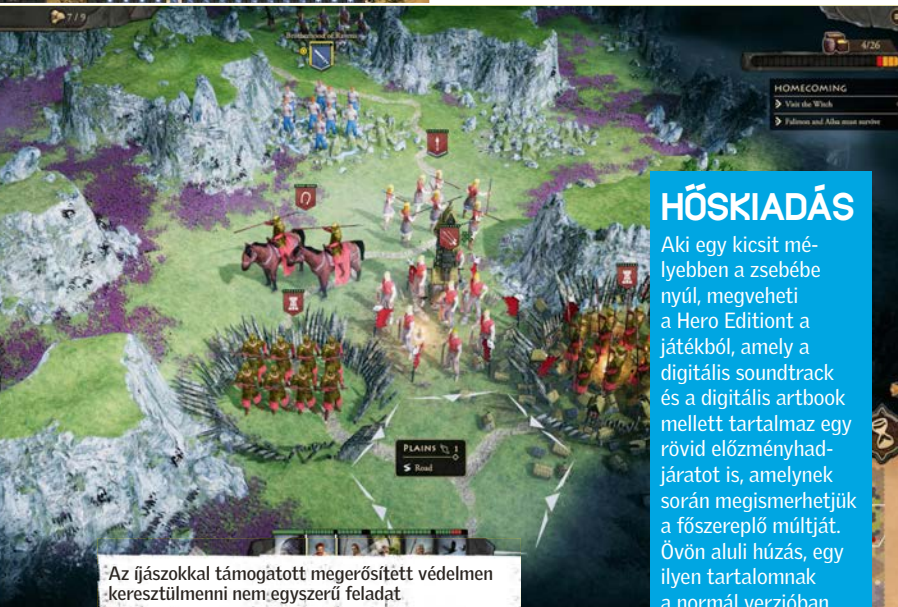 7/9
Brotherhood of Ravens
4/26
HOMECOMING
Visit the Witch
Falirson and Alba must survive
HŐSKIADÁS
Aki egy kicsit mé-
lyebben a zsebébe
nyúl, megveheti
a Hero Editiont a
játékból, amely a
digitális soundtrack
és a digitális artbook
mellett tartalmaz egy
rövid előzményhad-
járatot is, amelynek
során megismerhetjük
a főszereplő múltját.
Övön aluli húzás, egy
ilyen tartalomnak
a normál verzióban
PLAINS 1
Road
Az íjászokkal támogatott megerősített védelmen
keresztülmenni nem egyszerű feladat